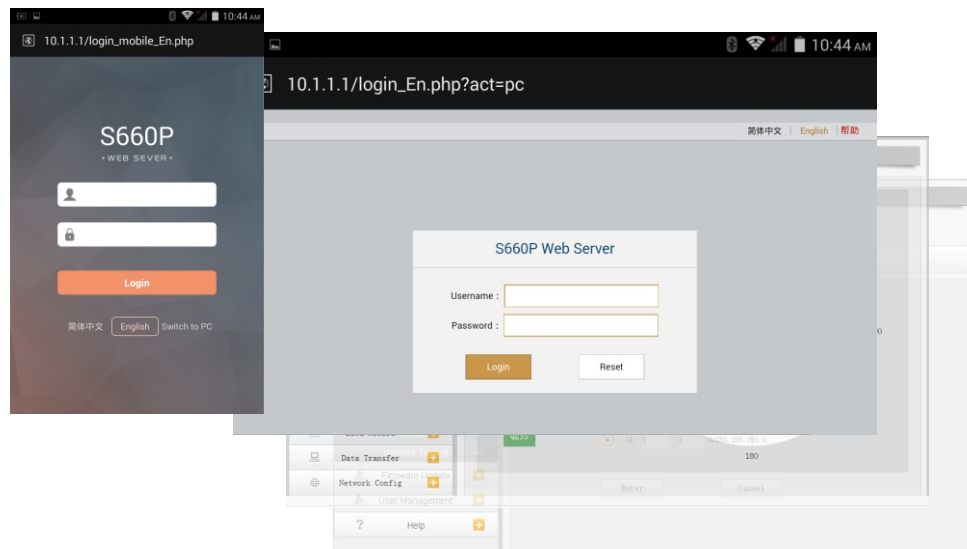 10:44 AM
10.1.1.1/login_mobile_En.php
S660P
• WEB SEVER •
Login
简体中文 English Switch to PC
10:44 AM
10.1.1.1/login_En.php?act=pc
简体中文 | English | 帮助
S660P Web Server
Username :
Password :
Login Reset
180
Data Transfer
Firmware Update
Network Config
Enter Cancel
User Management
? Help